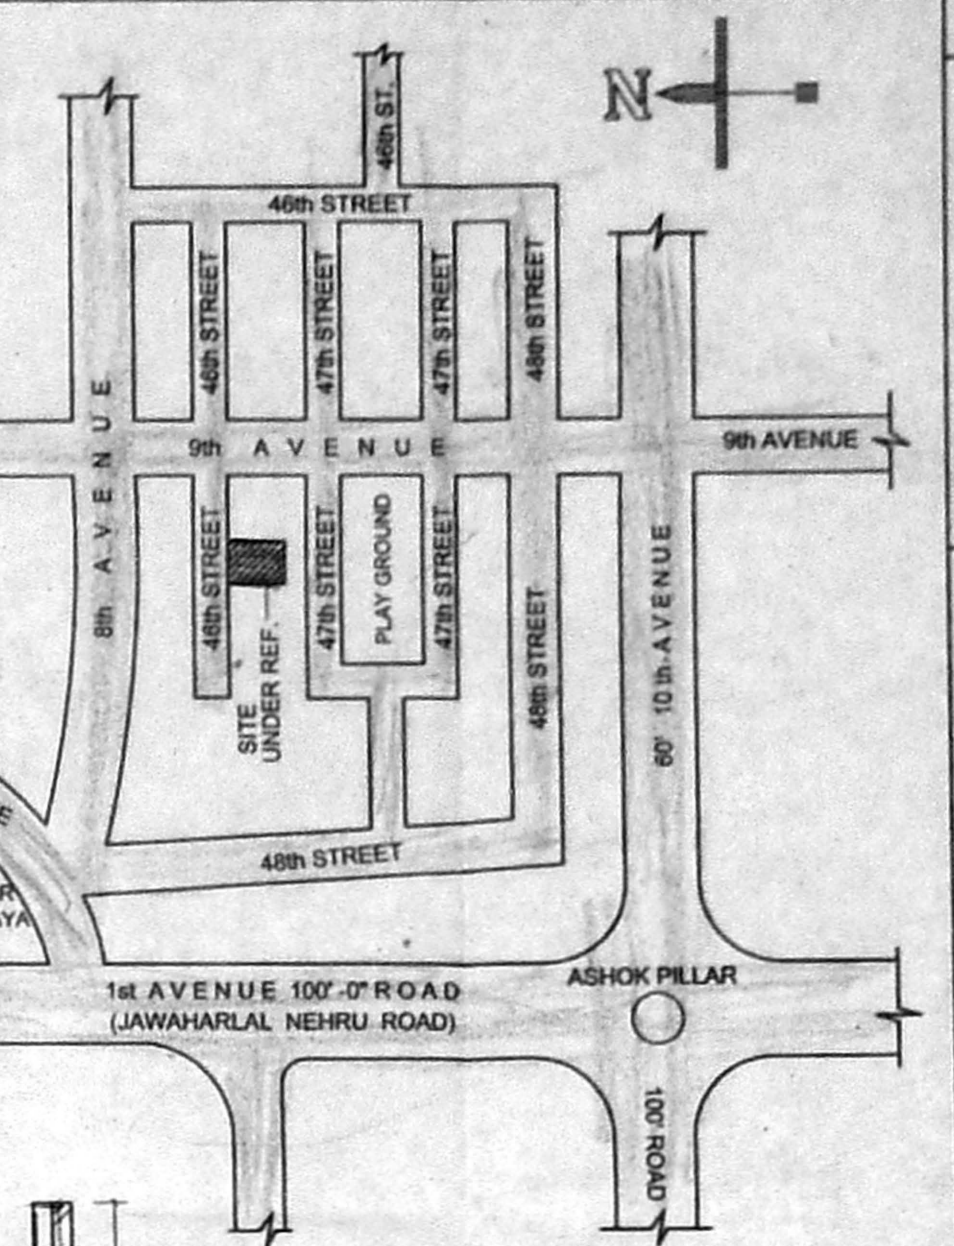 46th ST.
N
46th STREET
46th STREET
47th STREET
47th STREET
48th STREET
8th AVENUE
9th AVENUE
9th AVENUE
46th STREET
47th STREET
PLAY GROUND
47th STREET
48th STREET
60' 10th AVENUE
SITE
UNDER REF.
48th STREET
E
R
YA
ASHOK PILLAR
1st AVENUE 100'-0" ROAD
(JAWAHARLAL NEHRU ROAD)
100' ROAD